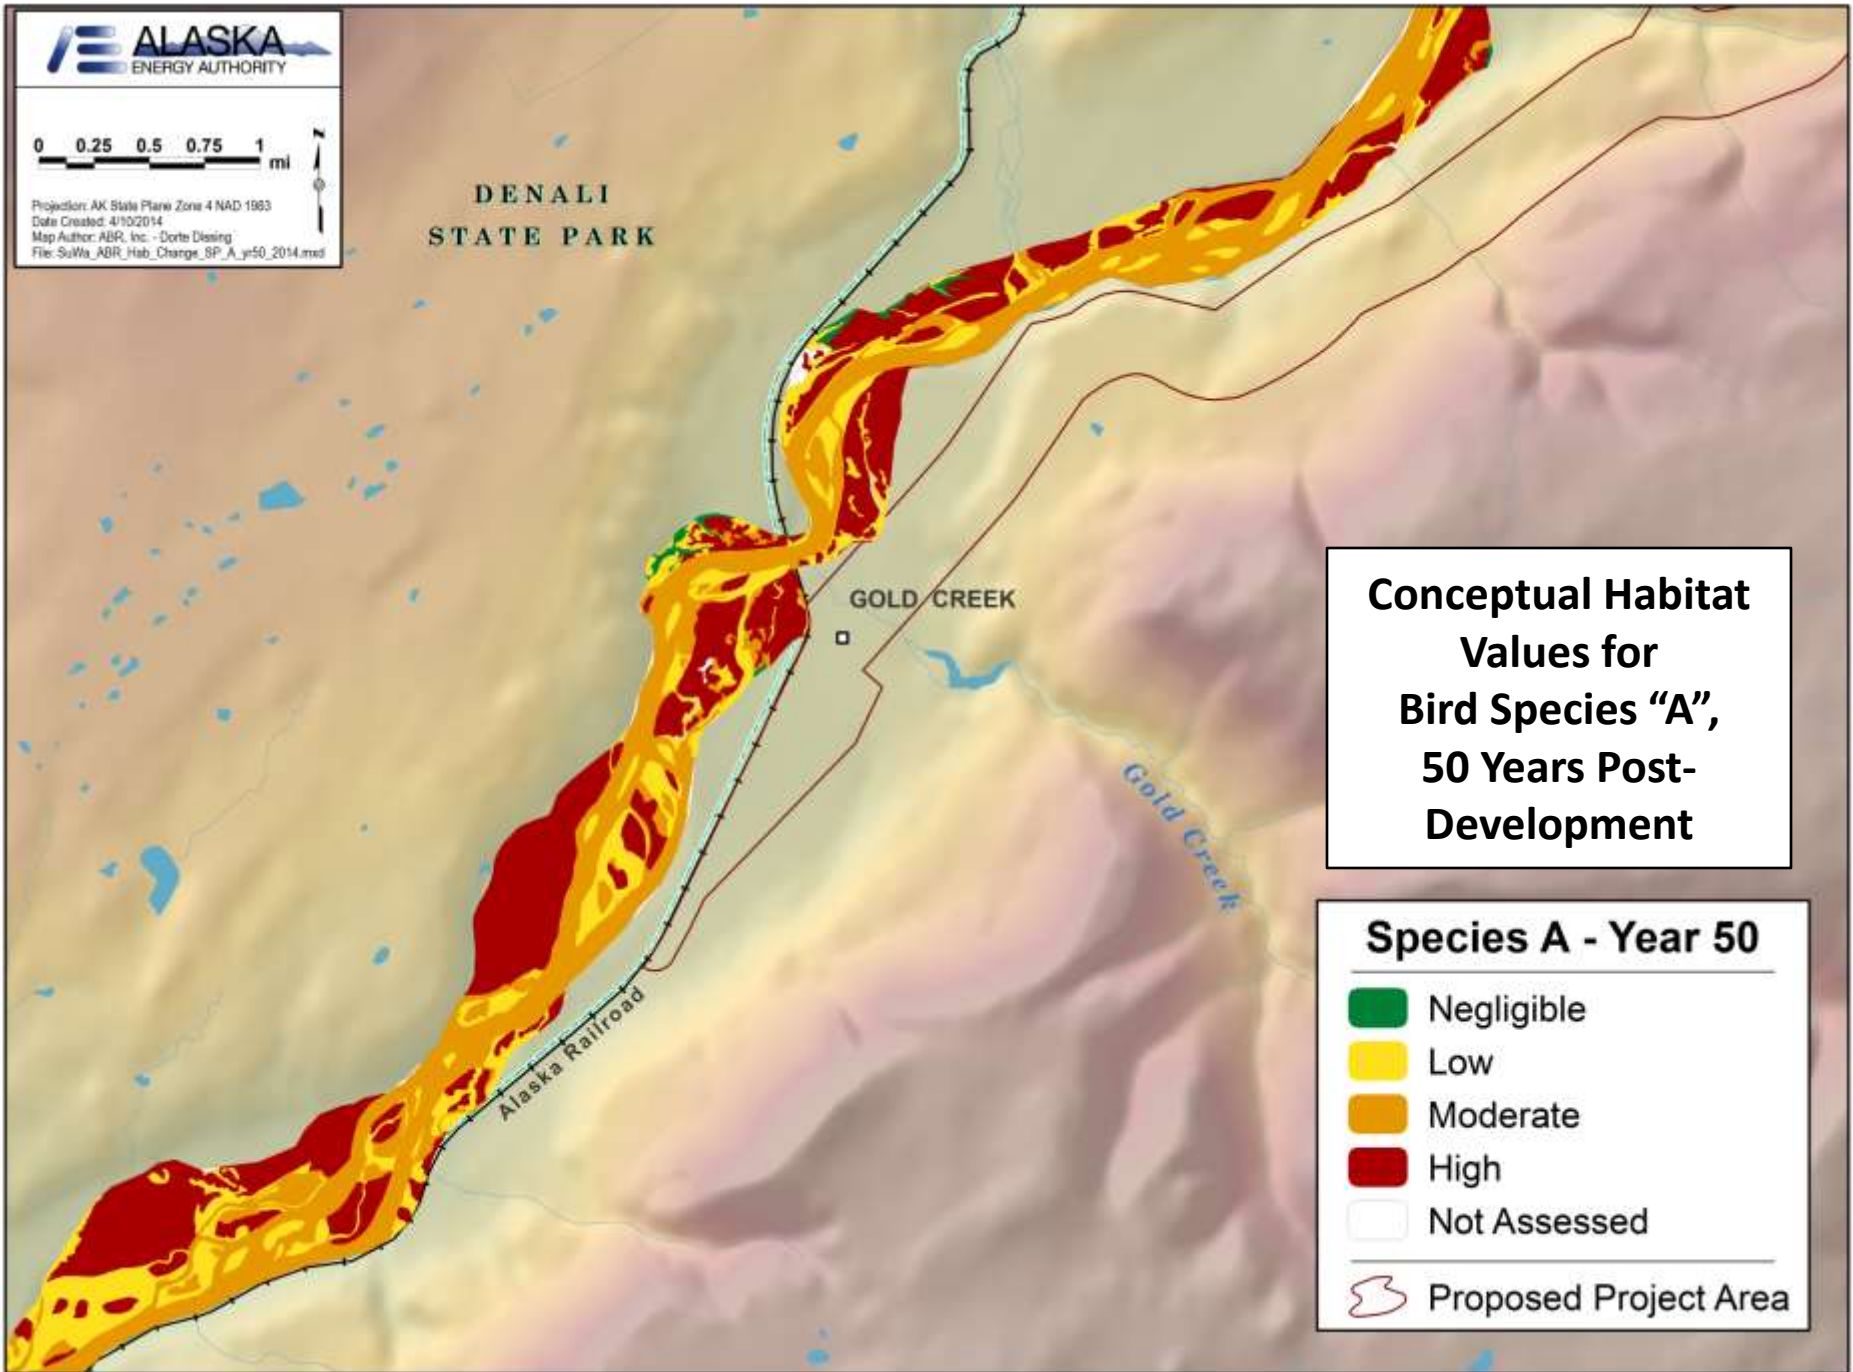 ALASKA
ENERGY AUTHORITY
0 0.25 0.5 0.75 1
mi
N
Projection: AK State Plane Zone 4 NAD 1983
Date Created: 4/10/2014
Map Author: ABR, Inc. - Dorte Dissing
File: SuWa_ABR_Hab_Change_SP_A_yr50_2014.mxd
DENALI
STATE PARK
GOLD CREEK
Gold Creek
Alaska Railroad
Conceptual Habitat
Values for
Bird Species “A”,
50 Years Post-
Development
Species A - Year 50
Negligible
Low
Moderate
High
Not Assessed
Proposed Project Area